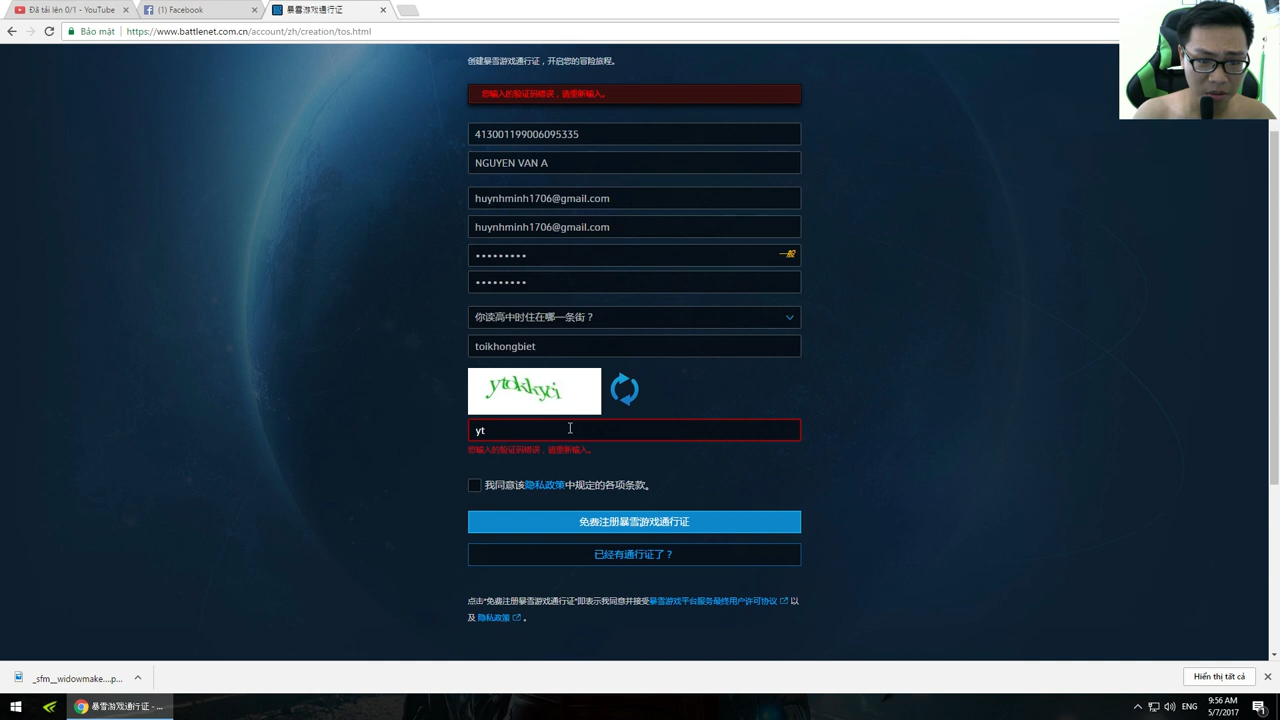 Đã tải lên 0/1 - YouTube
(1) Facebook
暴雪游戏通行证
Bảo mật
https://www.battlenet.com.cn/account/zh/creation/tos.html
创建暴雪游戏通行证，开启您的冒险旅程。
您输入的验证码错误，请重新输入。
413001199006095335
NGUYEN VAN A
huynhminh1706@gmail.com
huynhminh1706@gmail.com
•••••••••
一般
•••••••••
你读高中时住在哪一条街？
toikhongbiet
ytckkyci
yt
您输入的验证码错误，请重新输入。
我同意该隐私政策中规定的各项条款。
免费注册暴雪游戏通行证
已经有通行证了？
点击"免费注册暴雪游戏通行证"即表示我同意并接受暴雪游戏平台服务最终用户许可协议 以
及 隐私政策 。
_sfm__widowmake....p...
Hiển thị tất cả
暴雪游戏通行证 - ...
ENG
9:56 AM
5/7/2017
1